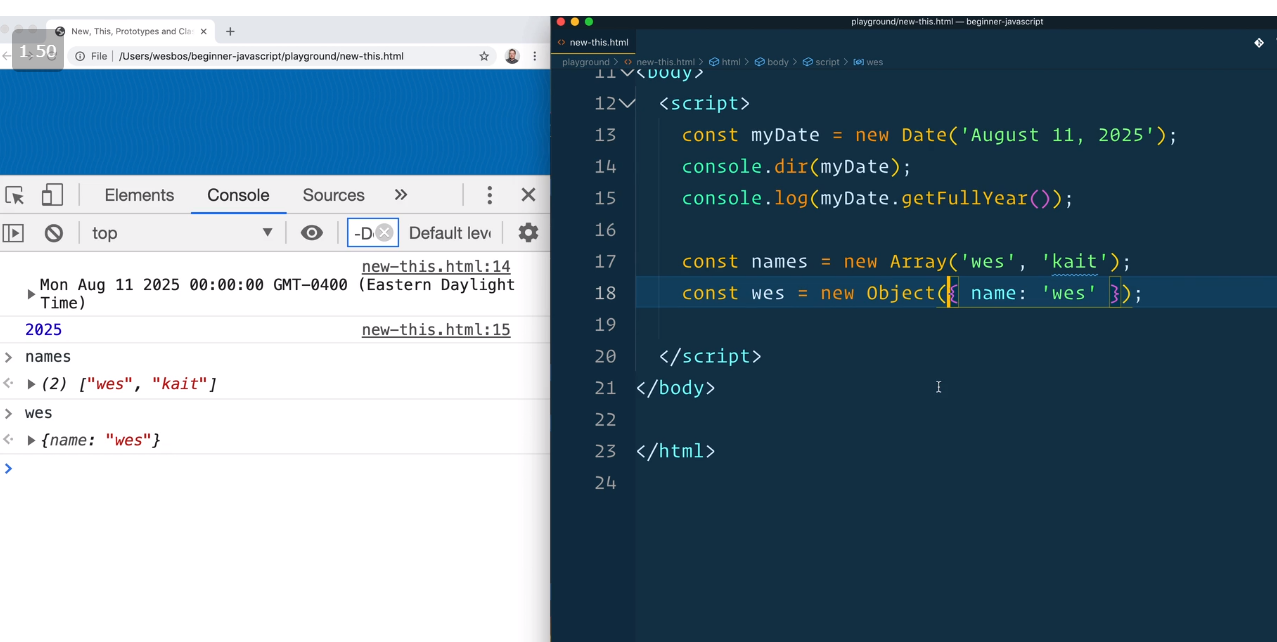 New, This, Prototypes and Cla
1.50
File | /Users/wesbos/beginner-javascript/playground/new-this.html
Elements Console Sources »
top -D Default leve
new-this.html:14
Mon Aug 11 2025 00:00:00 GMT-0400 (Eastern Daylight
Time)
2025 new-this.html:15
> names
(2) ["wes", "kait"]
> wes
{name: "wes"}
>
playground/new-this.html — beginner-javascript
<> new-this.html
playground > <> new-this.html > html > body > script > wes
11 <body>
12 <script>
13 const myDate = new Date('August 11, 2025');
14 console.dir(myDate);
15 console.log(myDate.getFullYear());
16
17 const names = new Array('wes', 'kait');
18 const wes = new Object({ name: 'wes' });
19
20 </script>
21 </body>
22
23 </html>
24